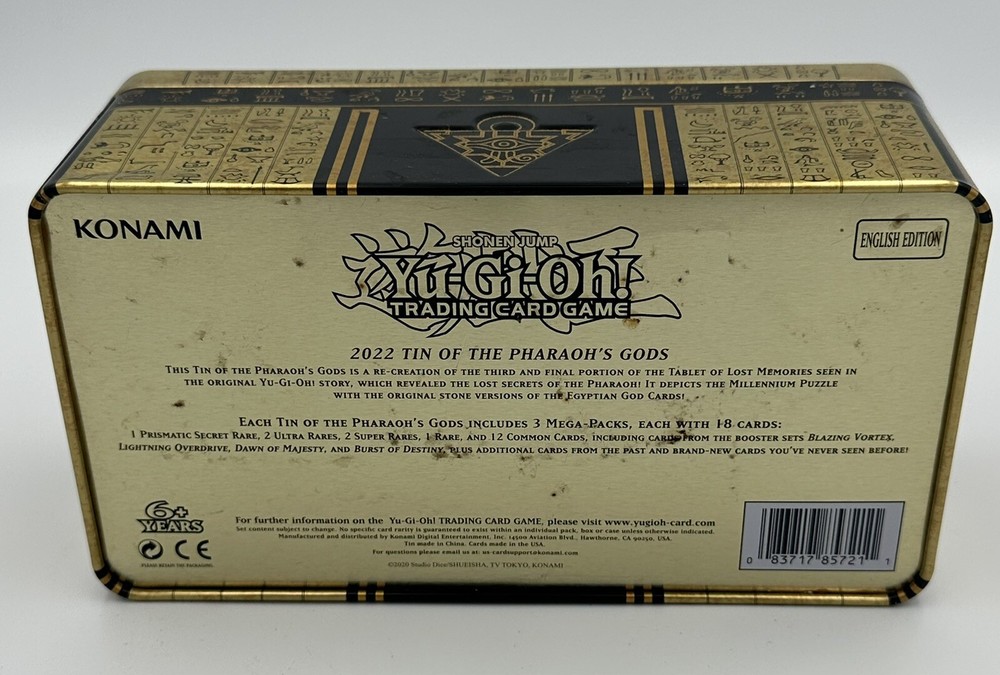 KONAMI
SHONEN JUMP
ENGLISH EDITION
Yu-Gi-Oh!
TRADING CARD GAME
2022 TIN OF THE PHARAOH'S GODS
THIS TIN OF THE PHARAOH'S GODS IS A RE-CREATION OF THE THIRD AND FINAL PORTION OF THE TABLET OF LOST MEMORIES SEEN IN
THE ORIGINAL YU-GI-OH! STORY, WHICH REVEALED THE LOST SECRETS OF THE PHARAOH! IT DEPICTS THE MILLENNIUM PUZZLE
WITH THE ORIGINAL STONE VERSIONS OF THE EGYPTIAN GOD CARDS!
EACH TIN OF THE PHARAOH'S GODS INCLUDES 3 MEGA-PACKS, EACH WITH 18 CARDS:
1 PRISMATIC SECRET RARE, 2 ULTRA RARES, 2 SUPER RARES, 1 RARE, AND 12 COMMON CARDS, INCLUDING CARDS FROM THE BOOSTER SETS BLAZING VORTEX,
LIGHTNING OVERDRIVE, DAWN OF MAJESTY, AND BURST OF DESTINY, PLUS ADDITIONAL CARDS FROM THE PAST AND BRAND-NEW CARDS YOU'VE NEVER SEEN BEFORE!
6+
YEARS
CE
PLEASE RETAIN THE PACKAGING.
For further information on the Yu-Gi-Oh! TRADING CARD GAME, please visit www.yugioh-card.com
Set content subject to change. No specific card rarity is guaranteed to exist within an individual pack, box or case unless otherwise indicated.
Manufactured and distributed by Konami Digital Entertainment, Inc. 14500 Aviation Blvd., Hawthorne, CA 90250, USA.
Tin made in China. Cards made in the USA.
For questions please email us at: us-cardsupport@konami.com
©2020 Studio Dice/SHUEISHA, TV TOKYO, KONAMI
0 83717 85721 1